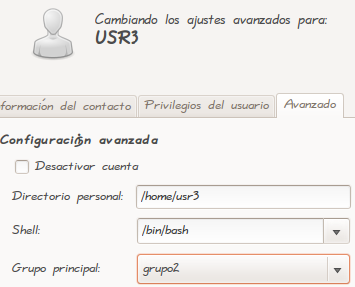 Cambiando los ajustes avanzados para:
USR3
formación del contacto
Privilegios del usuario
Avanzado
Configuración avanzada
Desactivar cuenta
Directorio personal: /home/usr3
Shell: /bin/bash
Grupo principal: grupo2